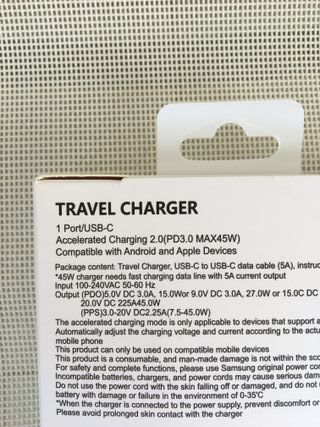 TRAVEL CHARGER
1 Port/USB-C
Accelerated Charging 2.0(PD3.0 MAX45W)
Compatible with Android and Apple Devices
Package content: Travel Charger, USB-C to USB-C data cable (5A), instruc
*45W charger needs fast charging data line with 5A current output
Input 100-240VAC 50-60 Hz
Output (PDO)5.0V DC 3.0A, 15.0Wor 9.0V DC 3.0A, 27.0W or 15.0C DC
20.0V DC 225A45.0W
(PPS)3.0-20V DC2.25A(7.5-45.0W)
The accelerated charging mode is only applicable to devices that support a
Automatically adjust the charging voltage and current according to the actu
mobile phone
This product can only be used on compatible mobile devices
This product is a consumable, and man-made damage is not within the sco
For safety and complete functions, please use Samsung original power cor
Incompatible batteries, chargers, and power cords may cause serious dam
Do not use the power cord with the skin falling off or damaged, and do not
battery with damage or failure in the environment of 0-35°C
*When the charger is connected to the power supply, prevent discomfort or
Please avoid prolonged skin contact with the charger